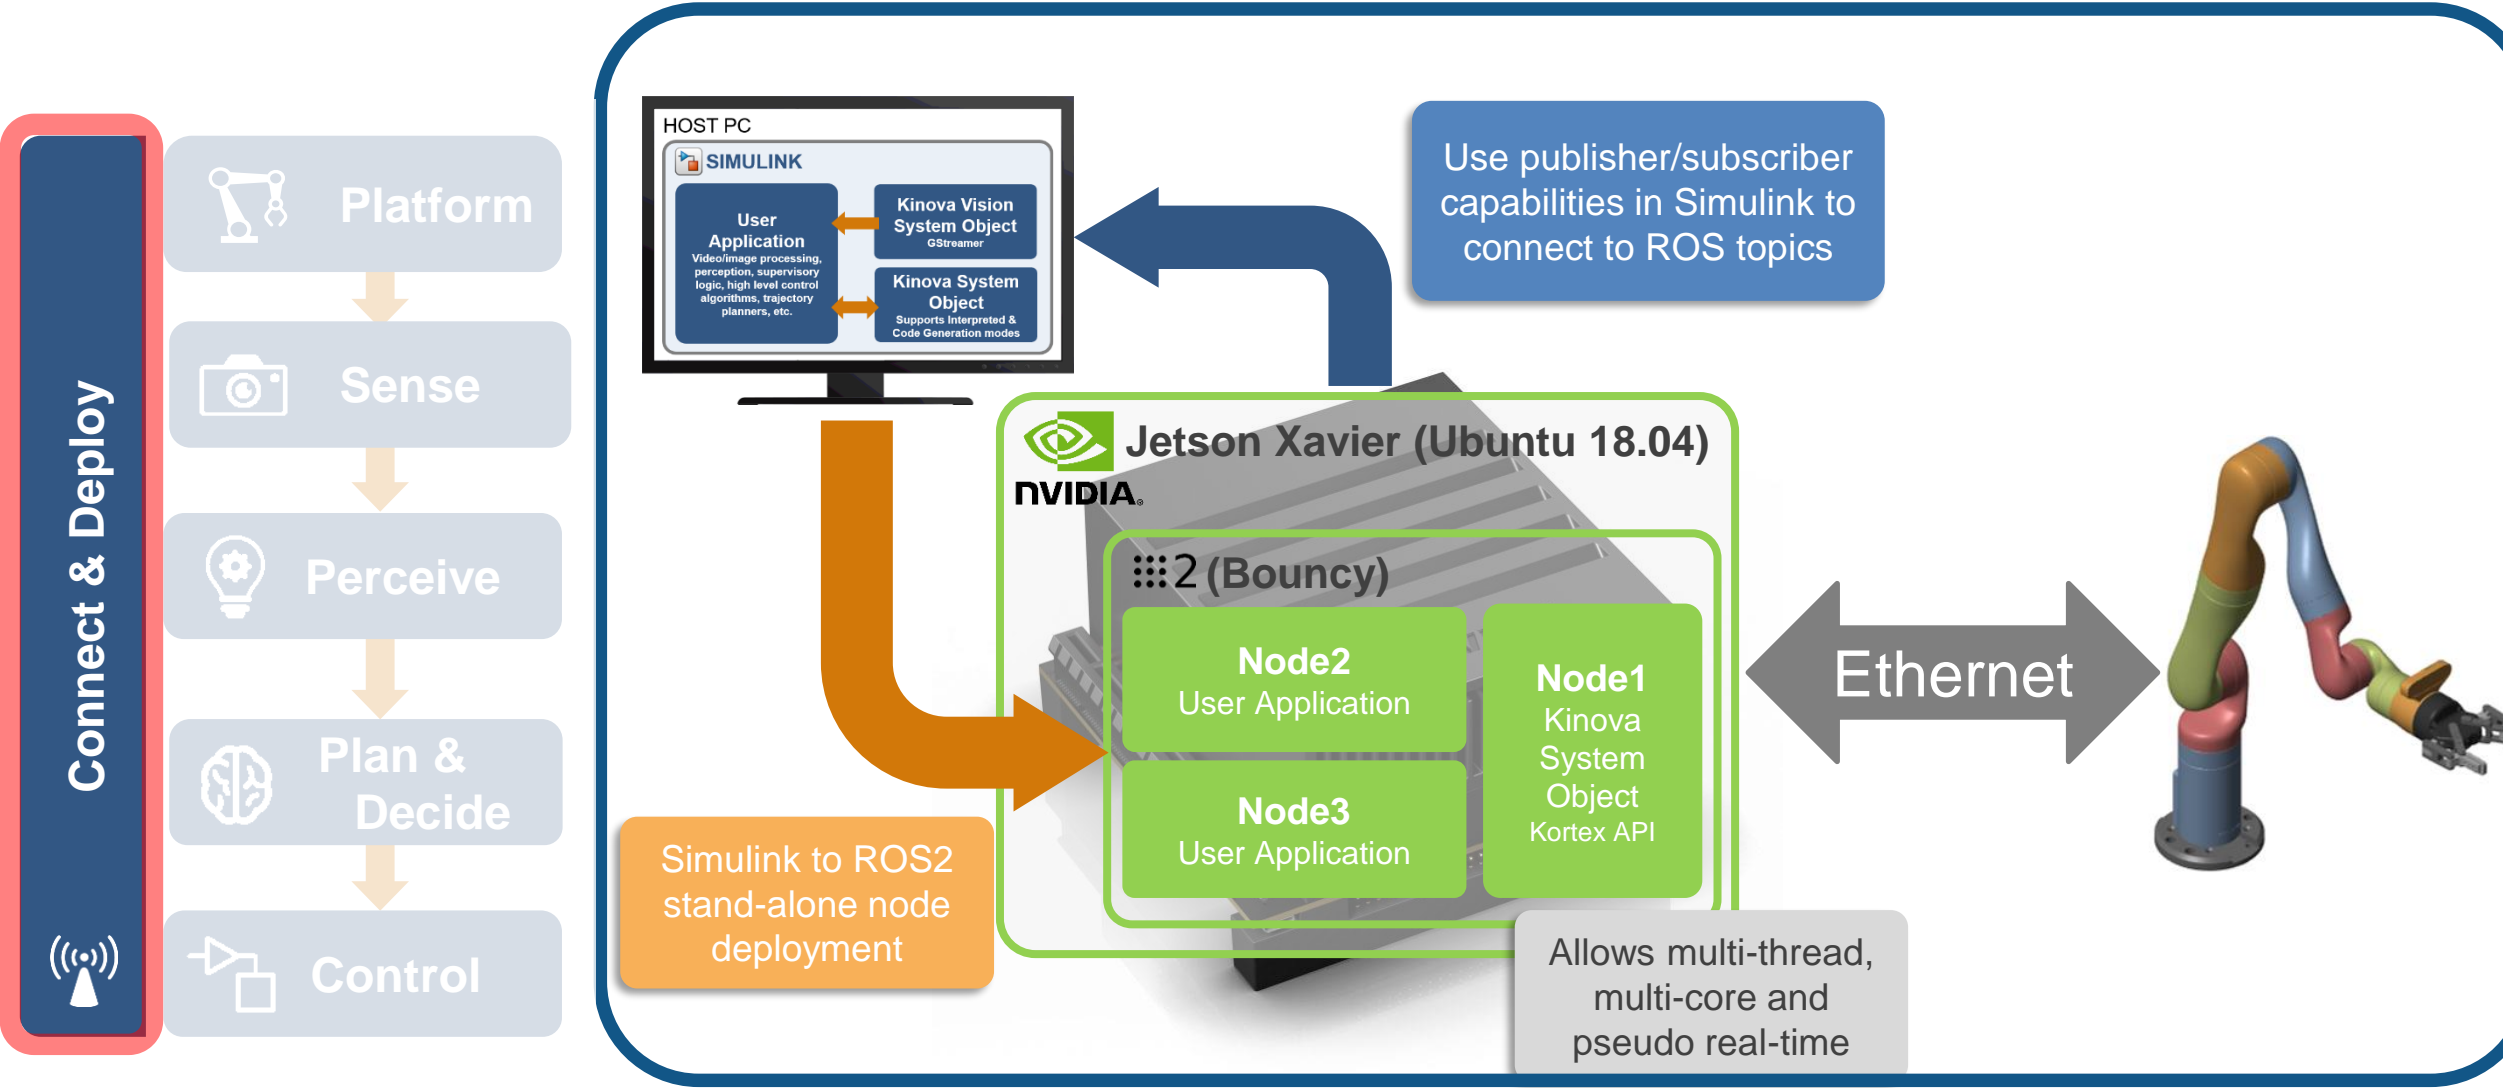 Connect & Deploy
Platform
Sense
Perceive
Plan &
Decide
Control
HOST PC
SIMULINK
User
Application
Video/image processing,
perception, supervisory
logic, high level control
algorithms, trajectory
planners, etc.
Kinova Vision
System Object
GStreamer
Kinova System
Object
Supports Interpreted &
Code Generation modes
Use publisher/subscriber
capabilities in Simulink to
connect to ROS topics
NVIDIA.
Jetson Xavier (Ubuntu 18.04)
2 (Bouncy)
Node2
User Application
Node3
User Application
Node1
Kinova
System
Object
Kortex API
Ethernet
Simulink to ROS2
stand-alone node
deployment
Allows multi-thread,
multi-core and
pseudo real-time